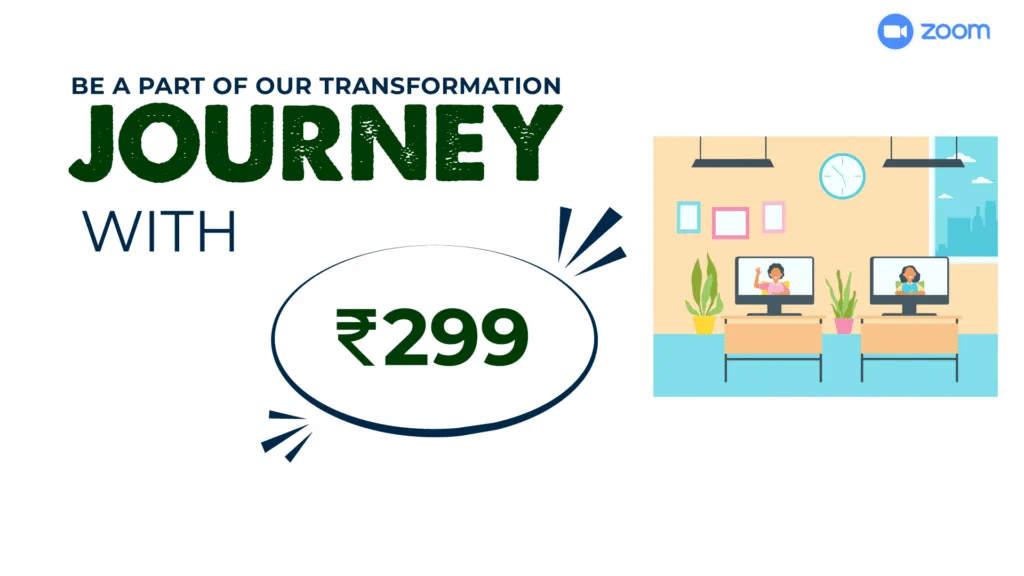 zoom
BE A PART OF OUR TRANSFORMATION
JOURNEY
WITH
₹299